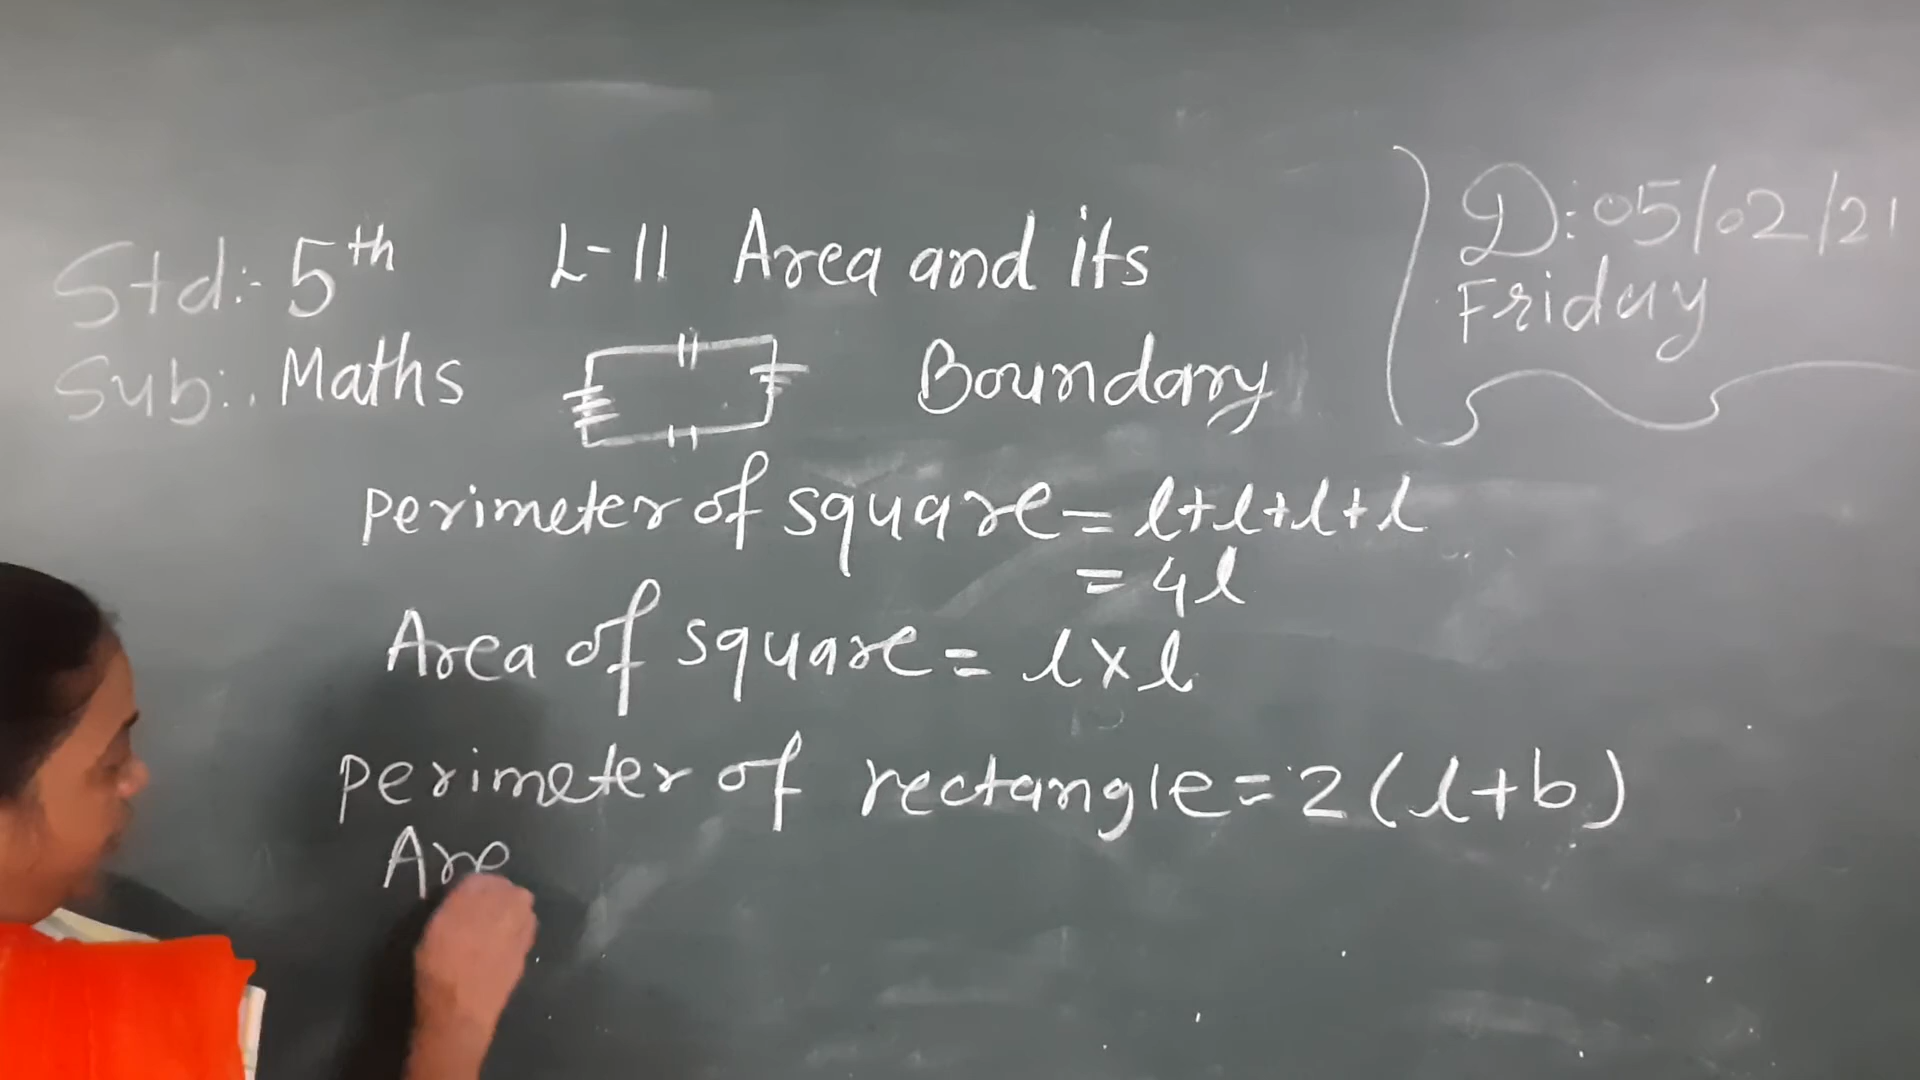 Std:- 5th
Sub:. Maths
L-11 Area and its
Boundary
D:05/02/21
Friday
Perimeter of square = l+l+l+l
= 4l
Area of square = l×l
Perimeter of rectangle = 2(l+b)
Are